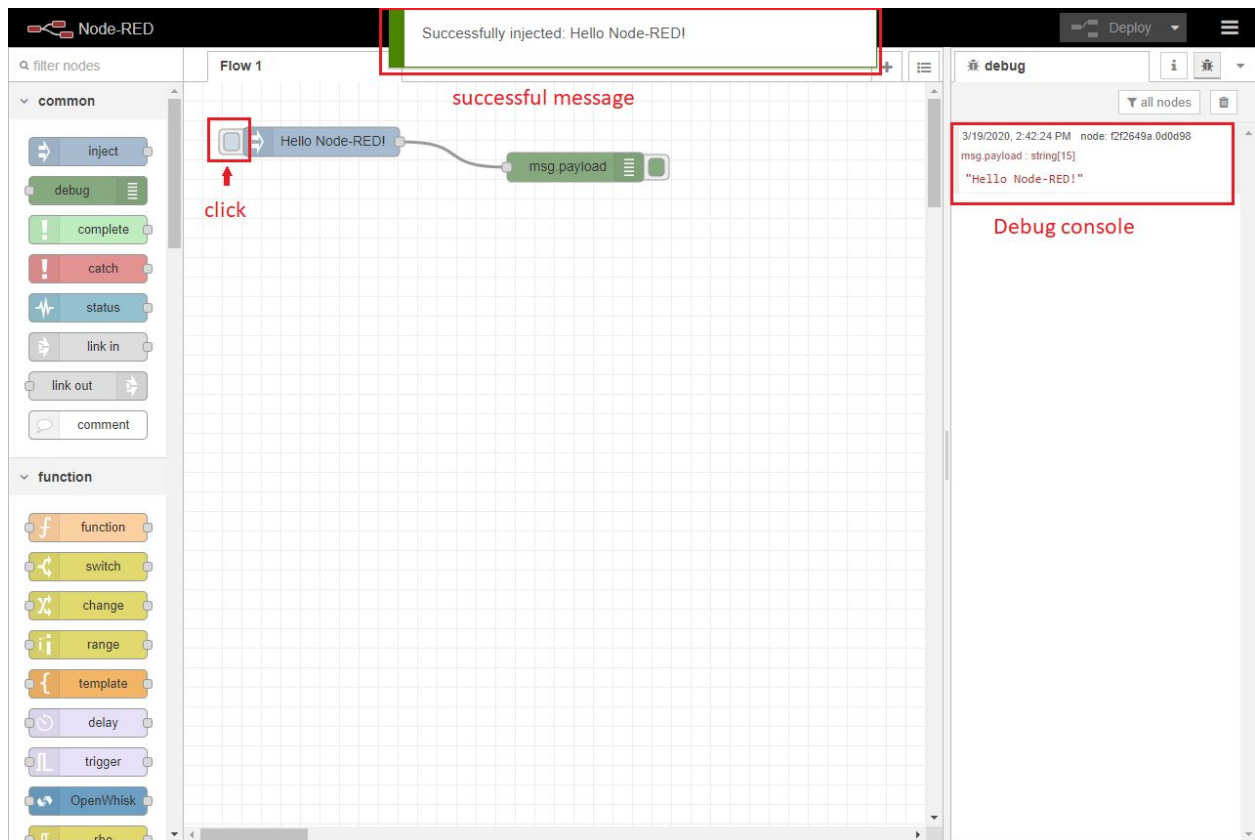 Node-RED
Successfully injected: Hello Node-RED!
Deploy
filter nodes
Flow 1
debug
i
successful message
all nodes
common
inject
debug
complete
catch
status
link in
link out
comment
function
function
switch
change
range
template
delay
trigger
OpenWhisk
rbe
Hello Node-RED!
msg.payload
click
3/19/2020, 2:42:24 PM node: f2f2649a.0d0d98
msg.payload : string[15]
"Hello Node-RED!"
Debug console